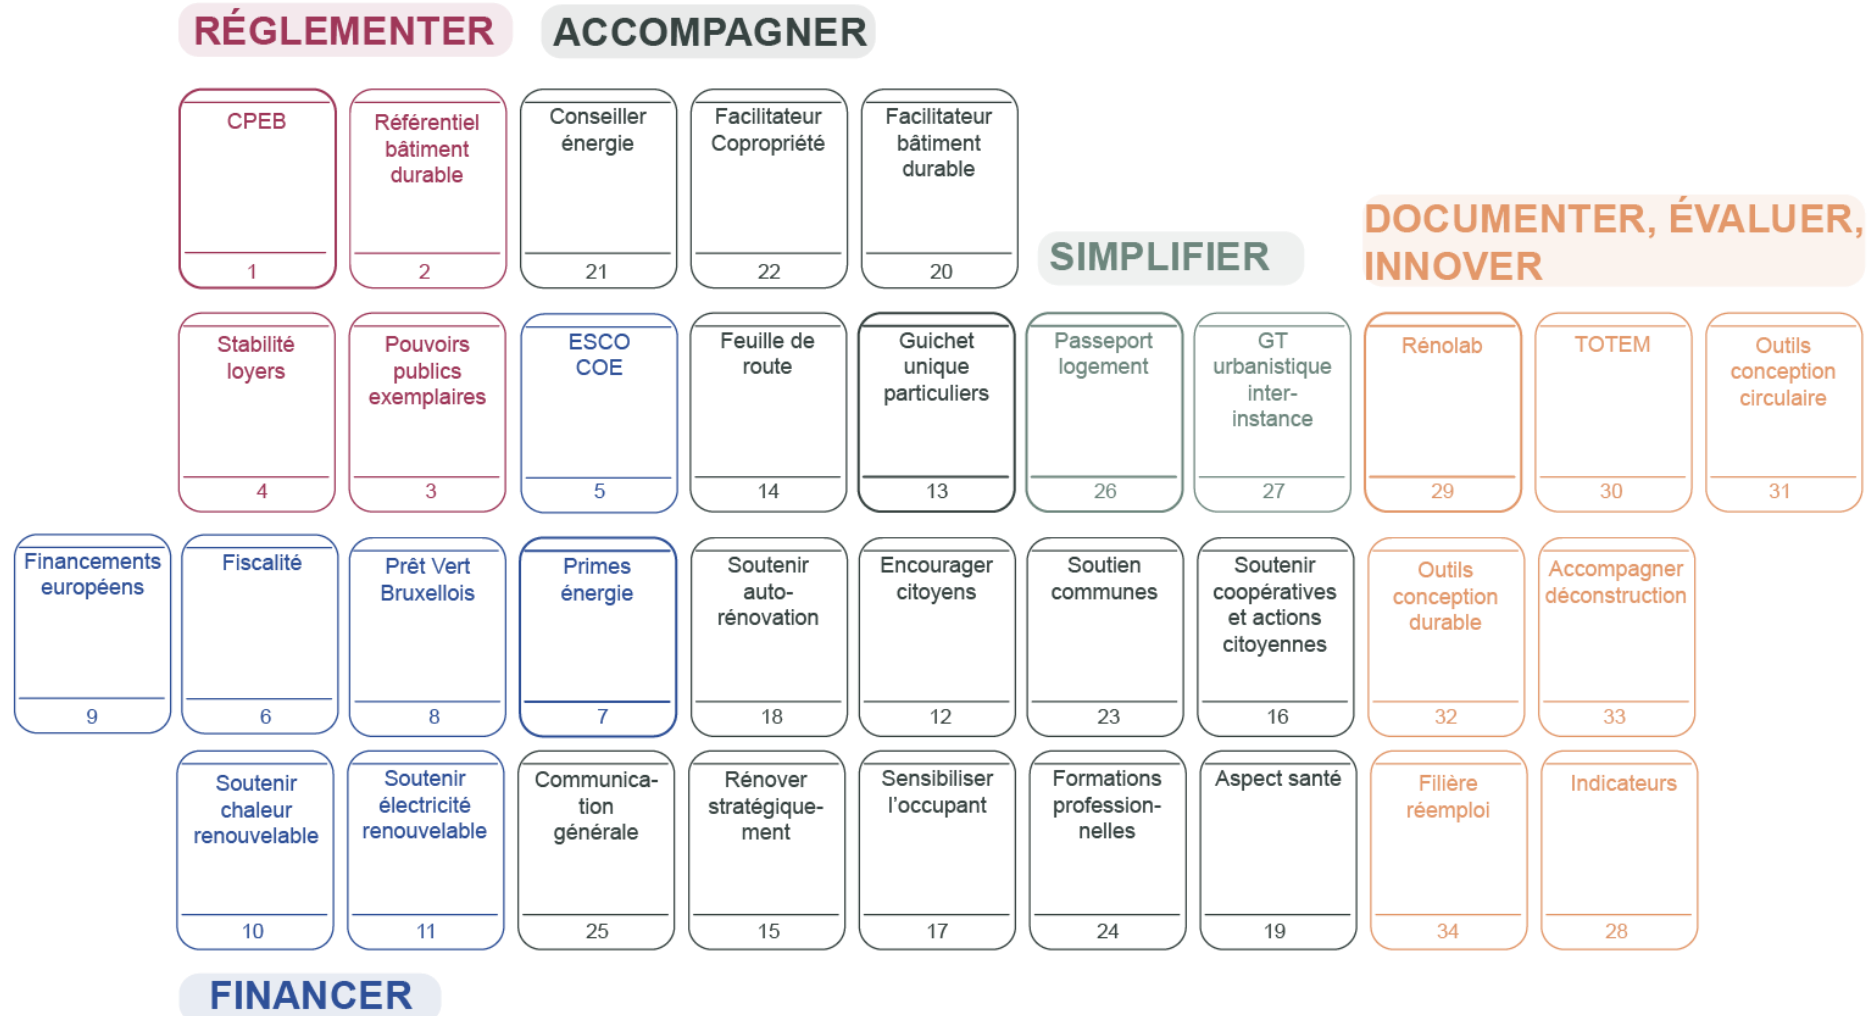 RÉGLEMENTER
ACCOMPAGNER
CPEB
1
Référentiel
bâtiment
durable
2
Conseiller
énergie
21
Facilitateur
Copropriété
22
Facilitateur
bâtiment
durable
20
SIMPLIFIER
DOCUMENTER, ÉVALUER,
INNOVER
Stabilité
loyers
4
Pouvoirs
publics
exemplaires
3
ESCO
COE
5
Feuille de
route
14
Guichet
unique
particuliers
13
Passeport
logement
26
GT
urbanistique
inter-
instance
27
Rénolab
29
TOTEM
30
Outils
conception
circulaire
31
Financements
européens
9
Fiscalité
6
Prêt Vert
Bruxellois
8
Primes
énergie
7
Soutenir
auto-
rénovation
18
Encourager
citoyens
12
Soutien
communes
23
Soutenir
coopératives
et actions
citoyennes
16
Outils
conception
durable
32
Accompagner
déconstruction
33
Soutenir
chaleur
renouvelable
10
Soutenir
électricité
renouvelable
11
Communica-
tion
générale
25
Rénover
stratégique-
ment
15
Sensibiliser
l'occupant
17
Formations
profession-
nelles
24
Aspect santé
19
Filière
réemploi
34
Indicateurs
28
FINANCER